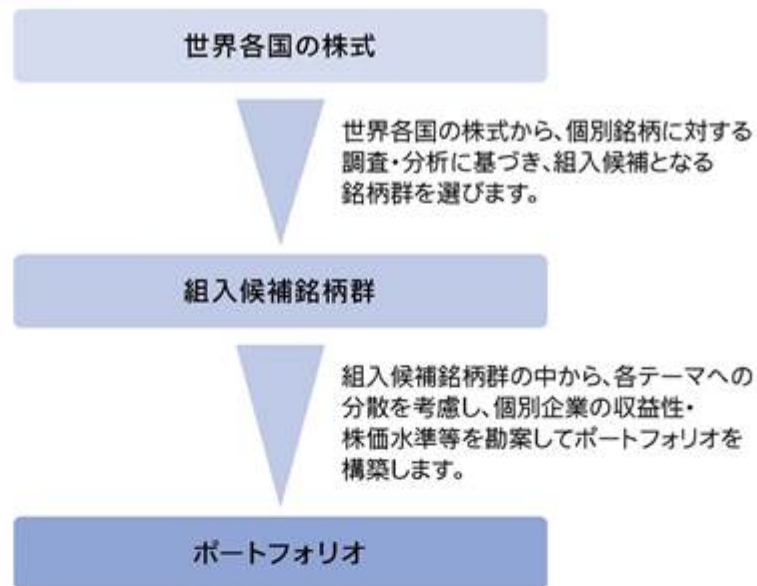 世界各国の株式
世界各国の株式から、個別銘柄に対する
調査・分析に基づき、組入候補となる
銘柄群を選びます。
組入候補銘柄群
組入候補銘柄群の中から、各テーマへの
分散を考慮し、個別企業の収益性・
株価水準等を勘案してポートフォリオを
構築します。
ポートフォリオ